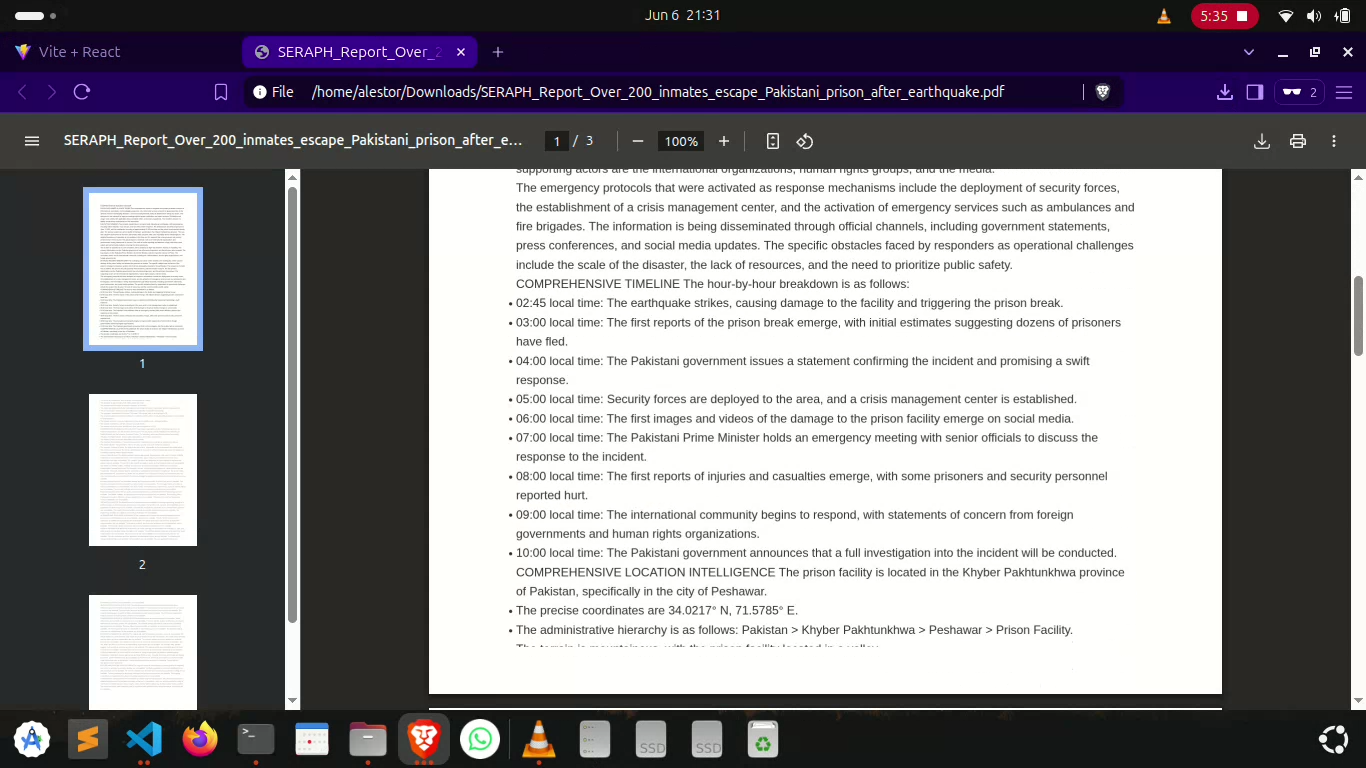 Jun 6 21:31
5:35
Vite + React
SERAPH_Report_Over_2
File /home/alestor/Downloads/SERAPH_Report_Over_200_inmates_escape_Pakistani_prison_after_earthquake.pdf
2
SERAPH_Report_Over_200_inmates_escape_Pakistani_prison_after_e...
1 / 3
100%
1
2
supporting actors are the international organizations, human rights groups, and the media.
The emergency protocols that were activated as response mechanisms include the deployment of security forces,
the establishment of a crisis management center, and the activation of emergency services such as ambulances and
fire brigades. The information is being disseminated through official channels, including government statements,
press conferences, and social media updates. The specific obstacles faced by responders as operational challenges
include the scale of the disaster, the lack of resources, and the need to prioritize public safety.
COMPREHENSIVE TIMELINE The hour-by-hour breakdown is as follows:
• 02:45 local time: The earthquake strikes, causing damage to the facility and triggering the prison break.
• 03:00 local time: The first reports of the prison break emerge, with initial estimates suggesting dozens of prisoners
have fled.
• 04:00 local time: The Pakistani government issues a statement confirming the incident and promising a swift
response.
• 05:00 local time: Security forces are deployed to the area, and a crisis management center is established.
• 06:00 local time: The first images and videos of the damaged prison facility emerge on social media.
• 07:00 local time: The Pakistani Prime Minister holds an emergency meeting with senior officials to discuss the
response to the incident.
• 08:00 local time: The first reports of injuries and casualties emerge, with some prisoners and security personnel
reported hurt.
• 09:00 local time: The international community begins to respond, with statements of concern from foreign
governments and human rights organizations.
• 10:00 local time: The Pakistani government announces that a full investigation into the incident will be conducted.
COMPREHENSIVE LOCATION INTELLIGENCE The prison facility is located in the Khyber Pakhtunkhwa province
of Pakistan, specifically in the city of Peshawar.
• The precise coordinates are 34.0217° N, 71.5785° E.
• The geographic hierarchy is as follows: Pakistan > Khyber Pakhtunkhwa > Peshawar > Prison Facility.
SSD
SSD